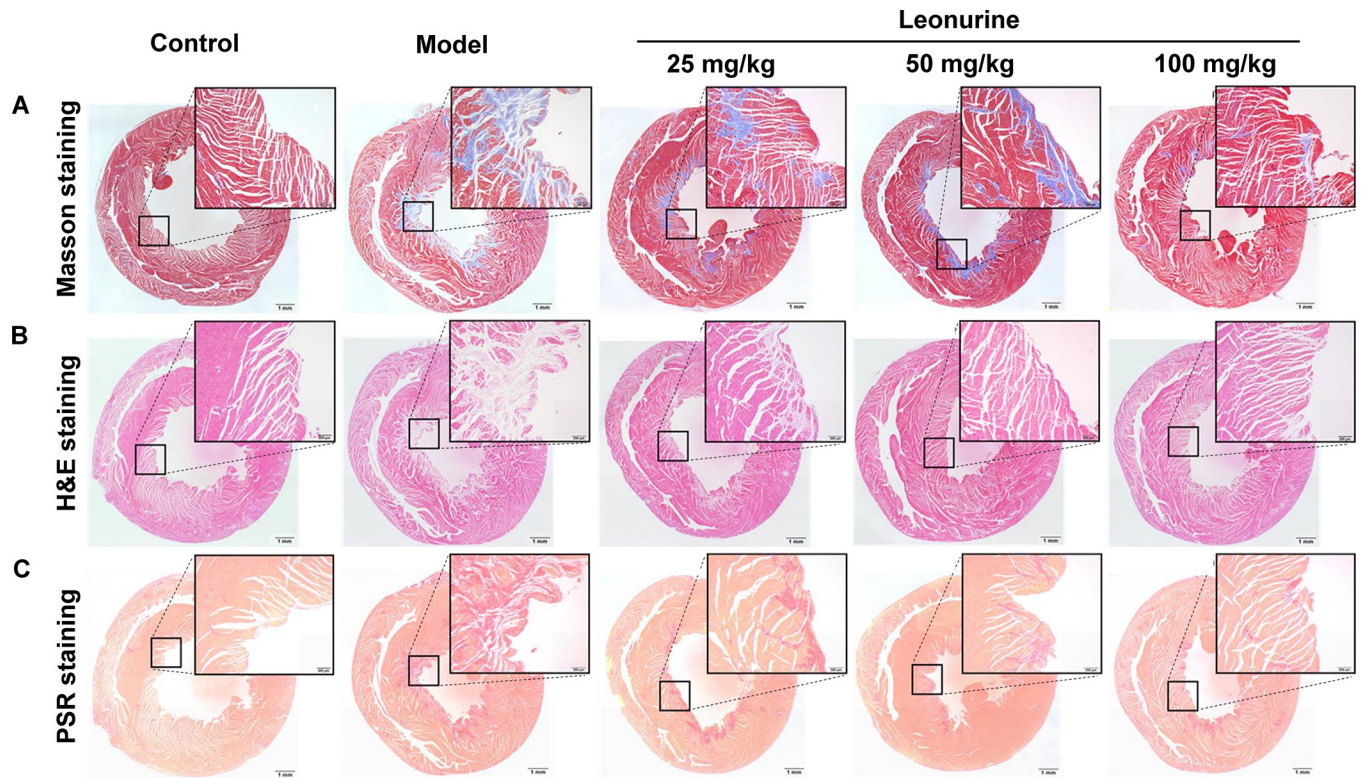 Leonurine
Control
Model
25 mg/kg
50 mg/kg
100 mg/kg
A
Masson staining
1 mm
1 mm
1 mm
1 mm
1 mm
B
H&E staining
1 mm
1 mm
1 mm
1 mm
1 mm
C
PSR staining
1 mm
1 mm
1 mm
1 mm
1 mm